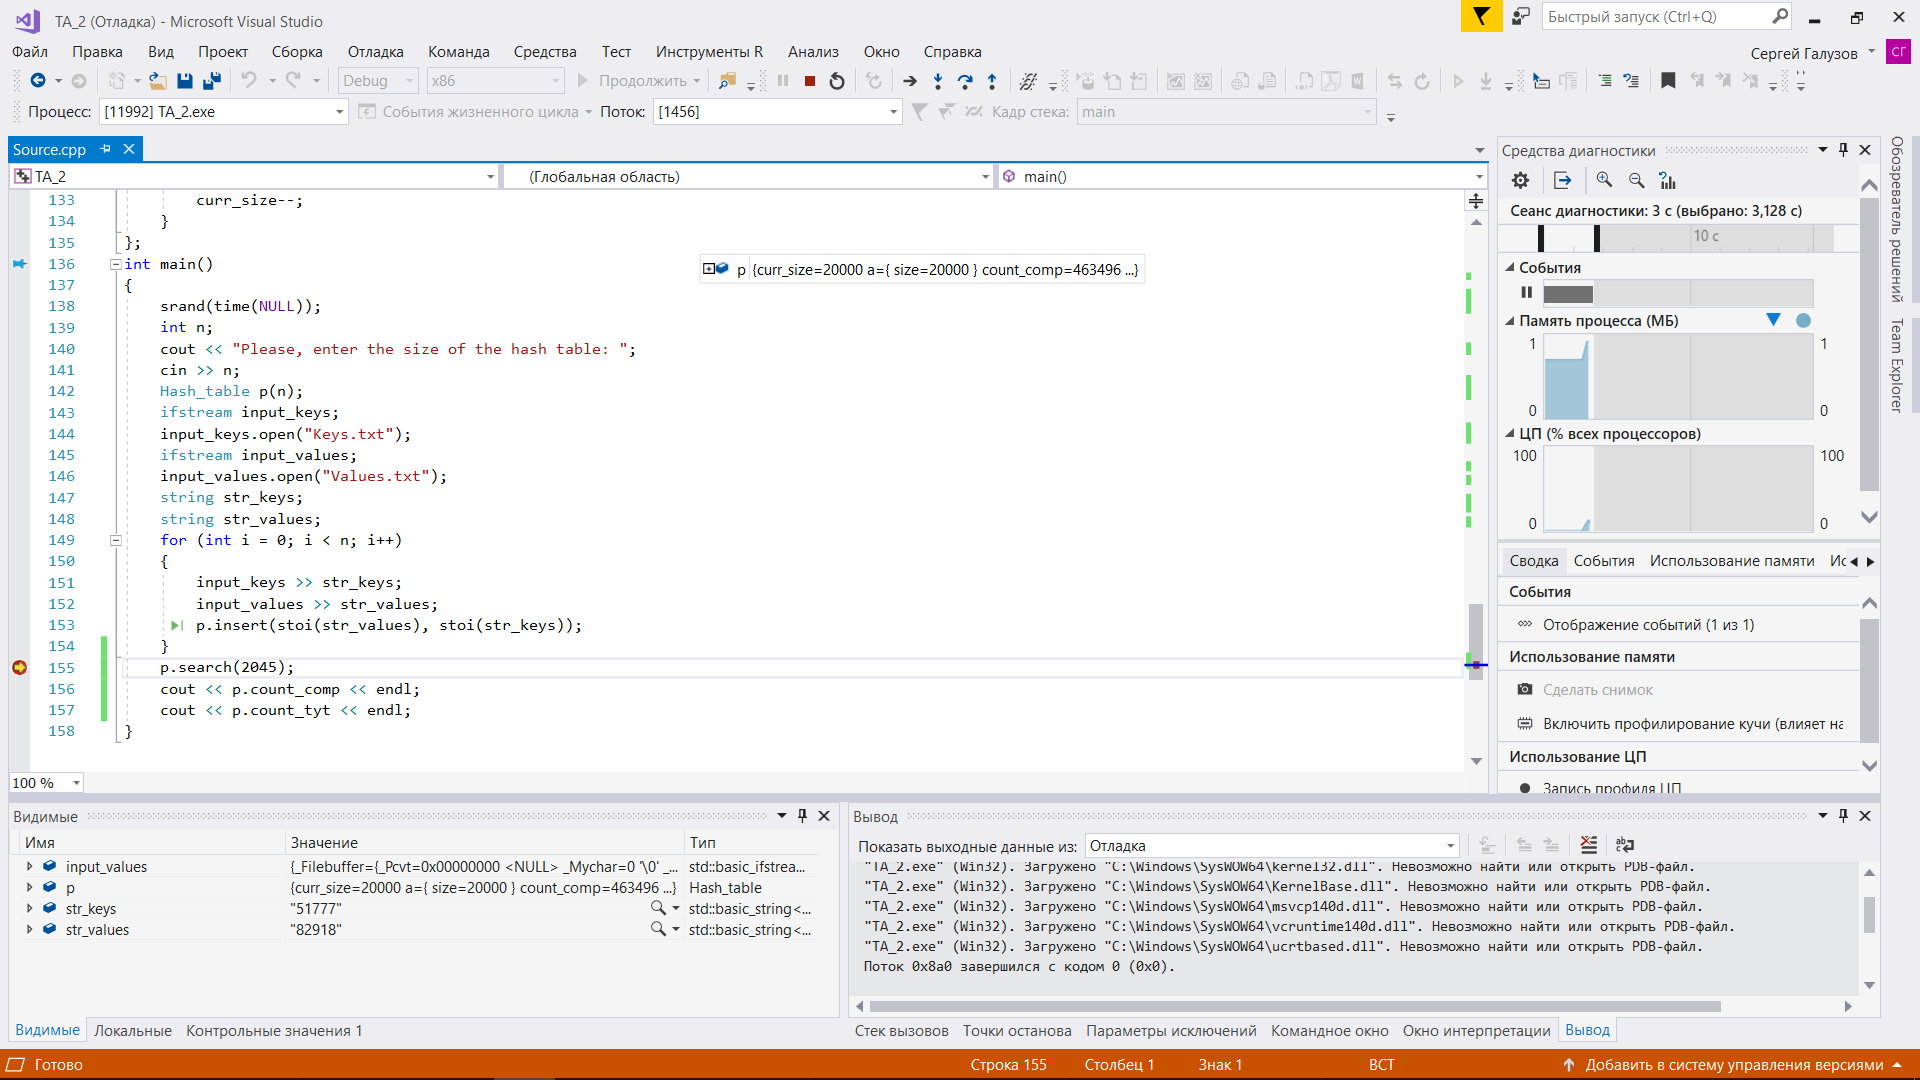 TA_2 (Отладка) - Microsoft Visual Studio
Быстрый запуск (Ctrl+Q)
Файл Правка Вид Проект Сборка Отладка Команда Средства Тест Инструменты R Анализ Окно Справка
Сергей Галузов СГ
Debug x86 Продолжить
Процесс: [11992] TA_2.exe События жизненного цикла Поток: [1456] Кадр стека: main
Source.cpp
TA_2 (Глобальная область) main()
133 curr_size--;
134 }
135 };
136 int main()
137 {
138 srand(time(NULL));
139 int n;
140 cout << "Please, enter the size of the hash table: ";
141 cin >> n;
142 Hash_table p(n);
143 ifstream input_keys;
144 input_keys.open("Keys.txt");
145 ifstream input_values;
146 input_values.open("Values.txt");
147 string str_keys;
148 string str_values;
149 for (int i = 0; i < n; i++)
150 {
151 input_keys >> str_keys;
152 input_values >> str_values;
153 p.insert(stoi(str_values), stoi(str_keys));
154 }
155 p.search(2045);
156 cout << p.count_comp << endl;
157 cout << p.count_tyt << endl;
158 }
p {curr_size=20000 a={ size=20000 } count_comp=463496 ...}
100 %
Средства диагностики
Сеанс диагностики: 3 с (выбрано: 3,128 с)
10 с
События
Память процесса (МБ)
1 1
0 0
ЦП (% всех процессоров)
100 100
0 0
Сводка События Использование памяти Ис
События
Отображение событий (1 из 1)
Использование памяти
Сделать снимок
Включить профилирование кучи (влияет на
Использование ЦП
Запись профиля ЦП
Обозреватель решений
Team Explorer
Видимые
Имя Значение Тип
input_values {_Filebuffer={_Pcvt=0x00000000 <NULL> _Mychar=0 '\0' _... std::basic_ifstrea...
p {curr_size=20000 a={ size=20000 } count_comp=463496 ...} Hash_table
str_keys "51777" std::basic_string<...
str_values "82918" std::basic_string<...
Видимые Локальные Контрольные значения 1
Вывод
Показать выходные данные из: Отладка
"TA_2.exe" (Win32). Загружено "C:\Windows\SysWOW64\kernel32.dll". Невозможно найти или открыть PDB-файл.
"TA_2.exe" (Win32). Загружено "C:\Windows\SysWOW64\KernelBase.dll". Невозможно найти или открыть PDB-файл.
"TA_2.exe" (Win32). Загружено "C:\Windows\SysWOW64\msvcp140d.dll". Невозможно найти или открыть PDB-файл.
"TA_2.exe" (Win32). Загружено "C:\Windows\SysWOW64\vcruntime140d.dll". Невозможно найти или открыть PDB-файл.
"TA_2.exe" (Win32). Загружено "C:\Windows\SysWOW64\ucrtbased.dll". Невозможно найти или открыть PDB-файл.
Поток 0x8a0 завершился с кодом 0 (0x0).
Стек вызовов Точки останова Параметры исключений Командное окно Окно интерпретации Вывод
Готово Строка 155 Столбец 1 Знак 1 ВСТ Добавить в систему управления версиями